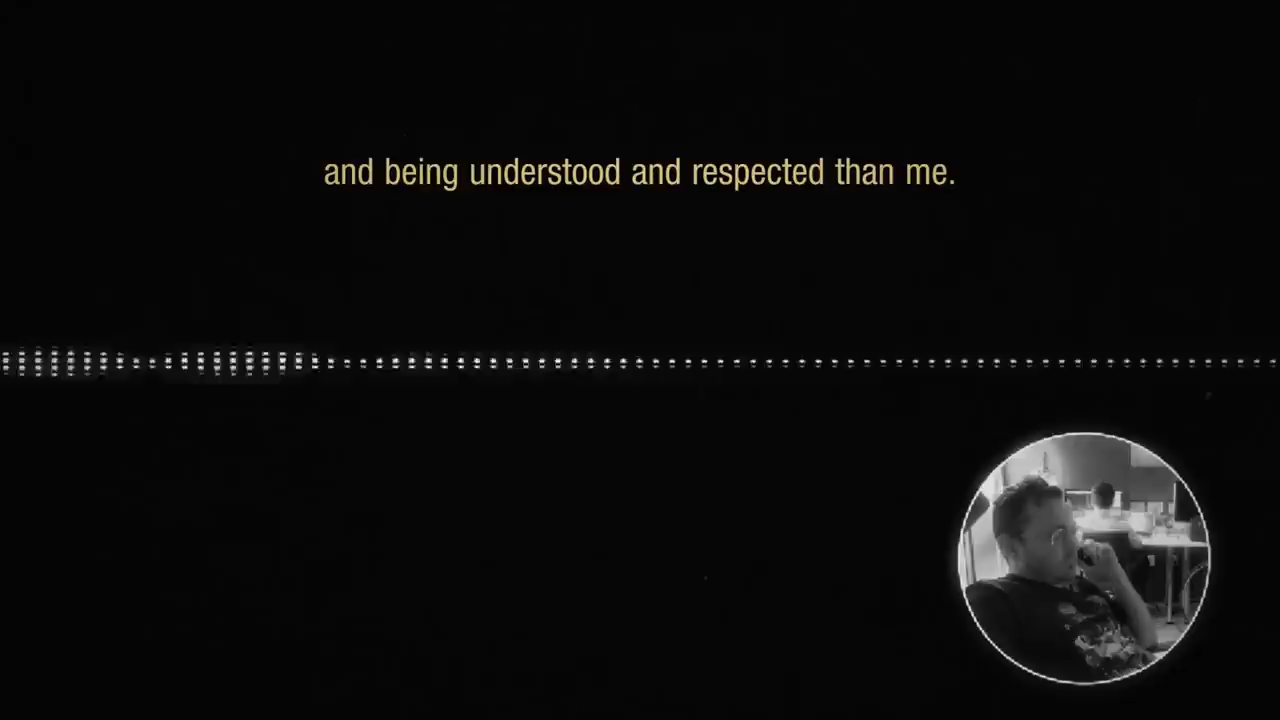 and being understood and respected than me.